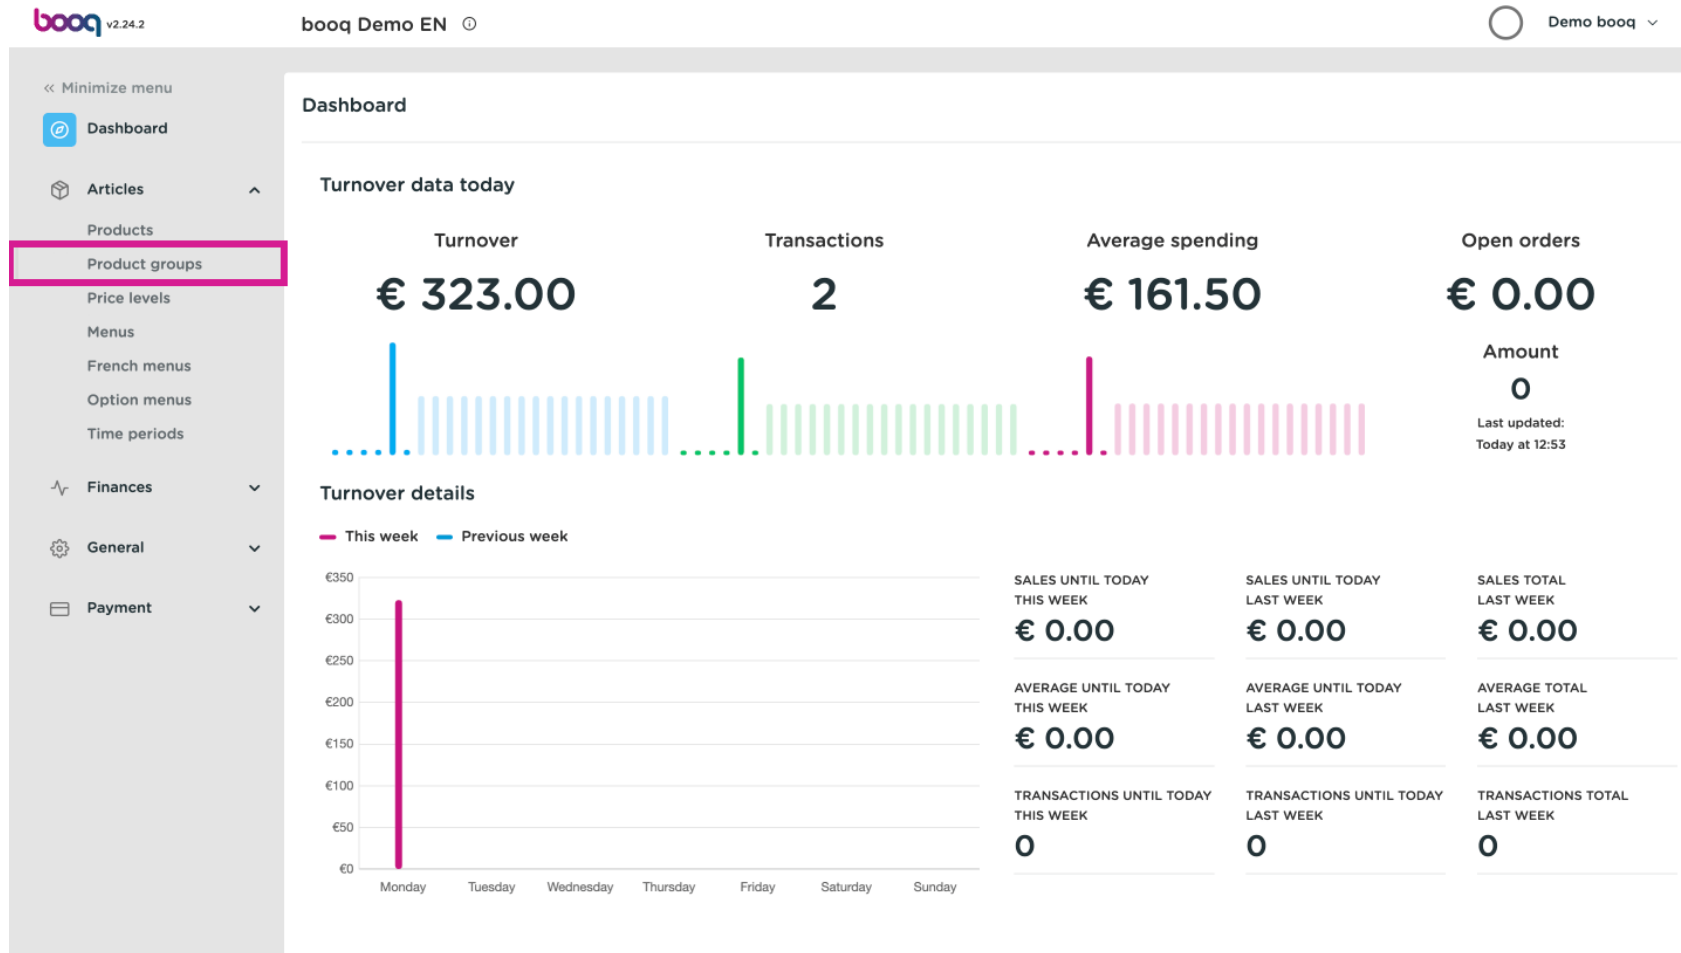 booq v2.24.2
booq Demo EN
Demo booq
« Minimize menu
Dashboard
Articles
Products
Product groups
Price levels
Menus
French menus
Option menus
Time periods
Finances
General
Payment
Dashboard
Turnover data today
Turnover
€ 323.00
Transactions
2
Average spending
€ 161.50
Open orders
€ 0.00
Amount
0
Last updated:
Today at 12:53
Turnover details
This week Previous week
€350
€300
€250
€200
€150
€100
€50
€0
Monday Tuesday Wednesday Thursday Friday Saturday Sunday
SALES UNTIL TODAY
THIS WEEK
€ 0.00
SALES UNTIL TODAY
LAST WEEK
€ 0.00
SALES TOTAL
LAST WEEK
€ 0.00
AVERAGE UNTIL TODAY
THIS WEEK
€ 0.00
AVERAGE UNTIL TODAY
LAST WEEK
€ 0.00
AVERAGE TOTAL
LAST WEEK
€ 0.00
TRANSACTIONS UNTIL TODAY
THIS WEEK
0
TRANSACTIONS UNTIL TODAY
LAST WEEK
0
TRANSACTIONS TOTAL
LAST WEEK
0